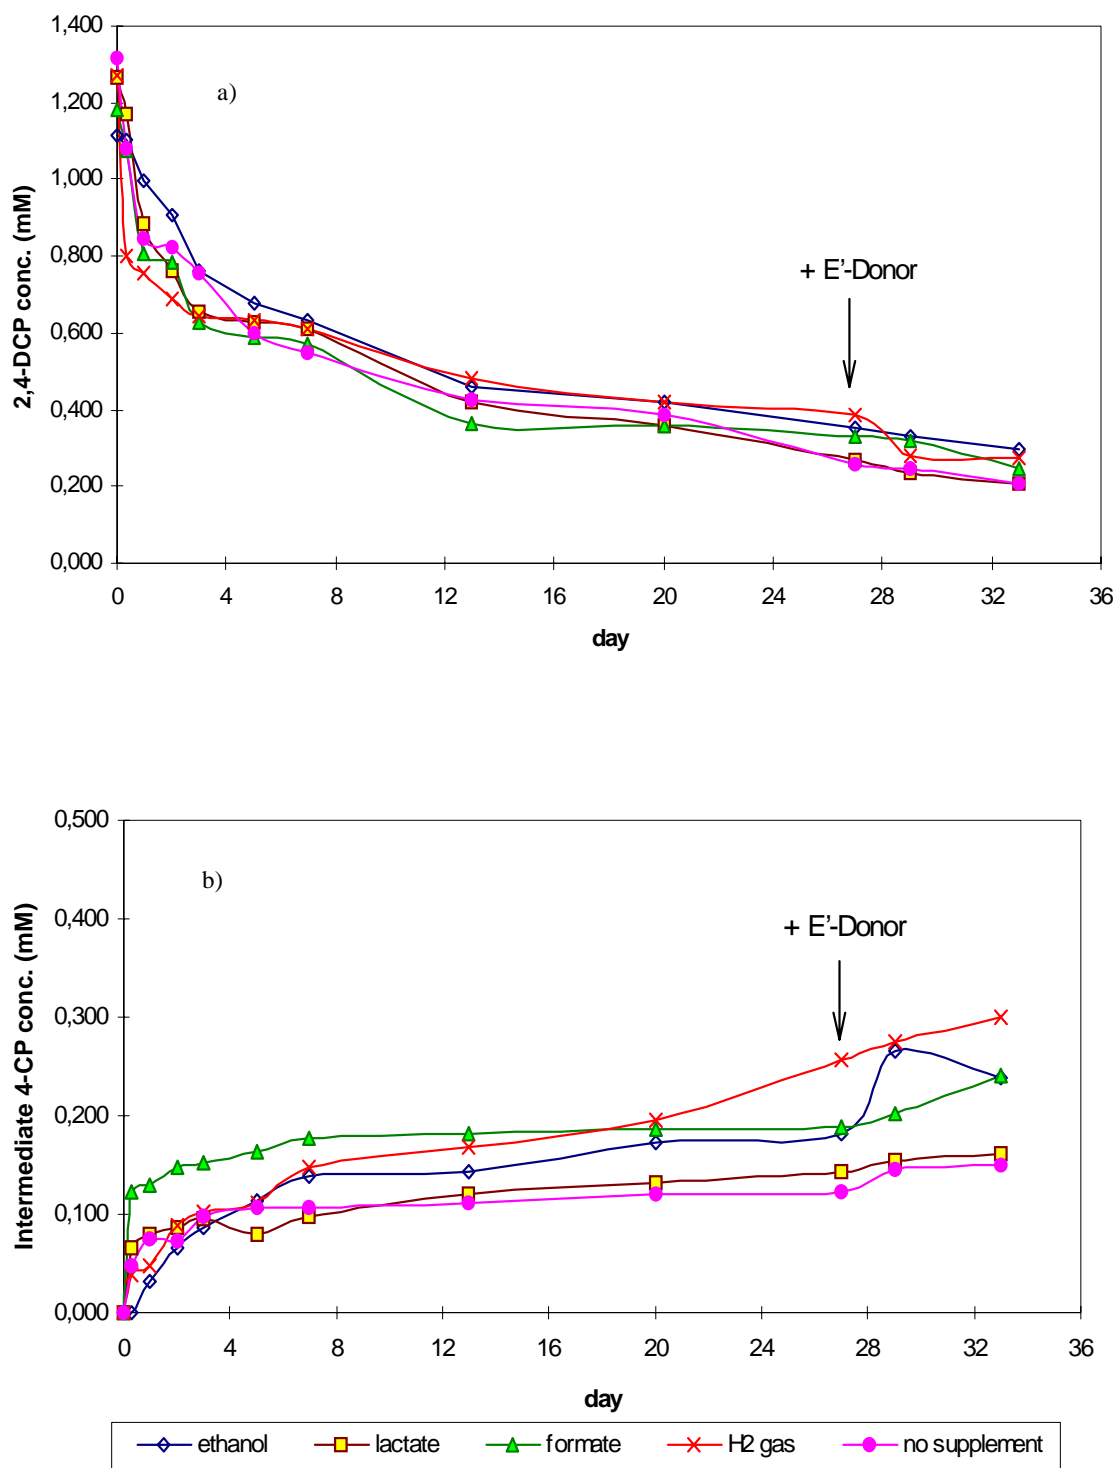 1,400
1,200
1,000
0,800
0,600
0,400
0,200
0,000
2,4-DCP conc. (mM)
a)
+ E'-Donor
0 4 8 12 16 20 24 28 32 36
day
0,500
0,400
0,300
0,200
0,100
0,000
Intermediate 4-CP conc. (mM)
b)
+ E'-Donor
0 4 8 12 16 20 24 28 32 36
day
ethanol lactate formate H2 gas no supplement